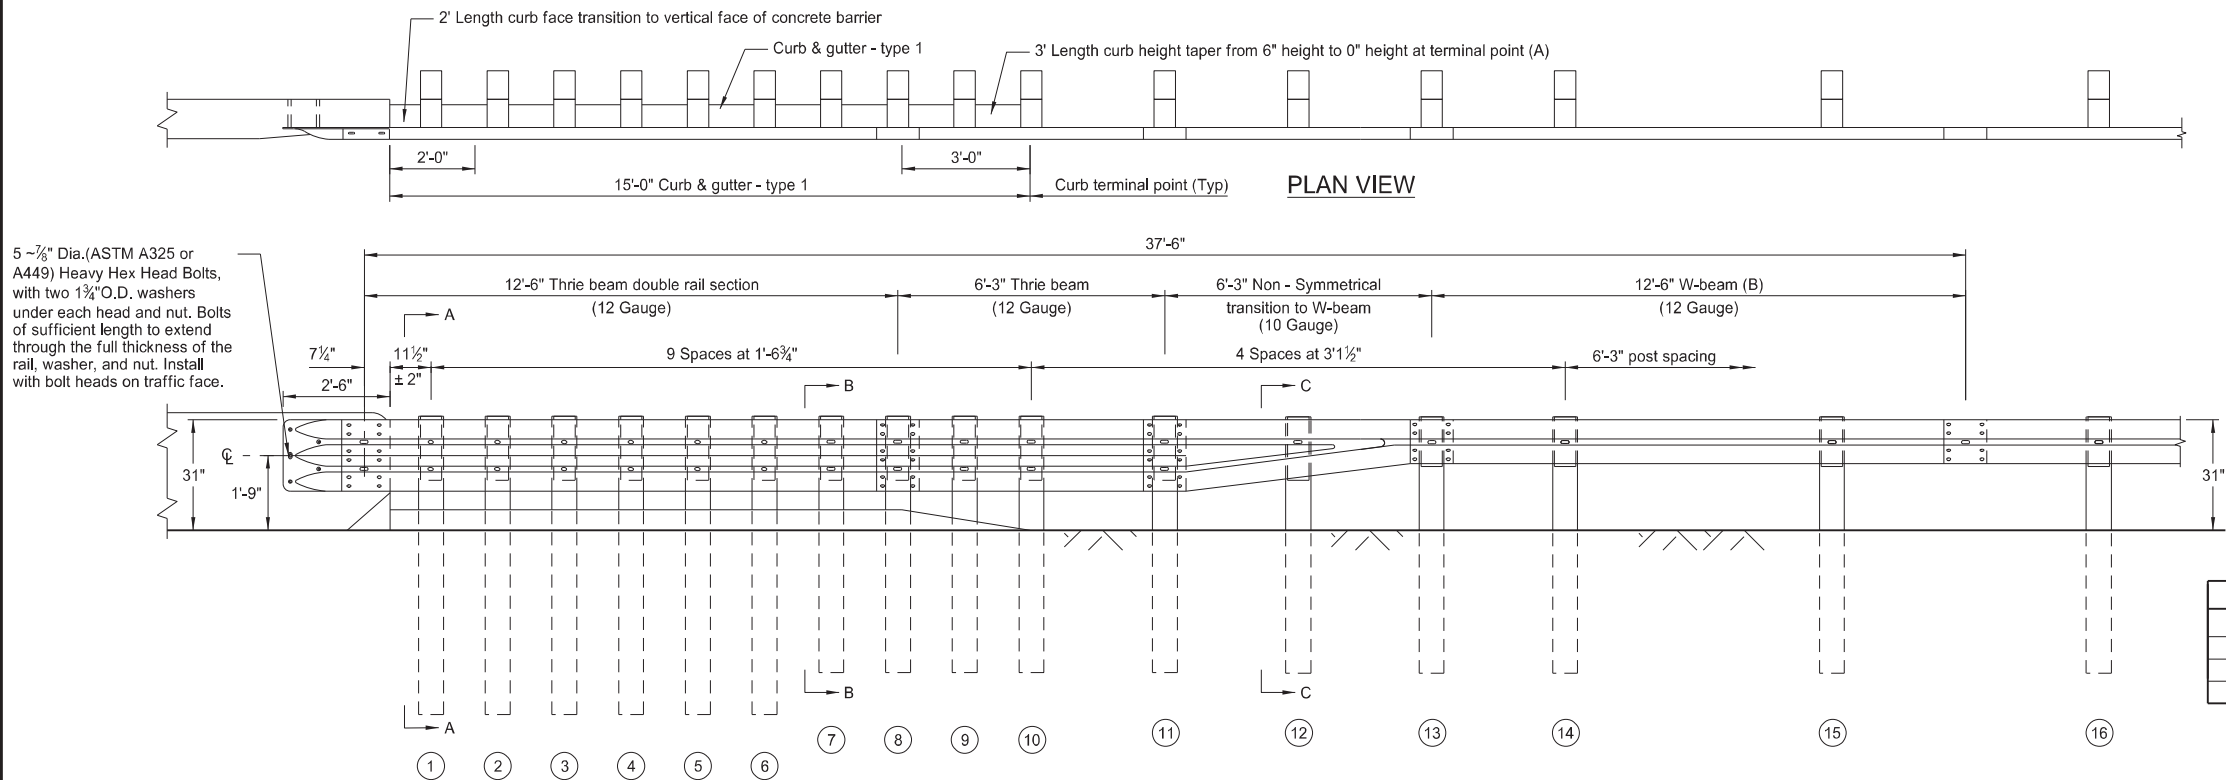 2' Length curb face transition to vertical face of concrete barrier
Curb & gutter - type 1
3' Length curb height taper from 6" height to 0" height at terminal point (A)
2'-0"
3'-0"
15'-0" Curb & gutter - type 1
Curb terminal point (Typ)
PLAN VIEW
5 ~⅞" Dia.(ASTM A325 or
A449) Heavy Hex Head Bolts,
with two 1¾"O.D. washers
under each head and nut. Bolts
of sufficient length to extend
through the full thickness of the
rail, washer, and nut. Install
with bolt heads on traffic face.
37'-6"
12'-6" Thrie beam double rail section
(12 Gauge)
6'-3" Thrie beam
(12 Gauge)
6'-3" Non - Symmetrical
transition to W-beam
(10 Gauge)
12'-6" W-beam (B)
(12 Gauge)
A
7¼"
11½"
± 2"
9 Spaces at 1'-6¾"
4 Spaces at 3'1½"
6'-3" post spacing
2'-6"
B
C
℄
31"
1'-9"
31"
B
C
A
1
2
3
4
5
6
7
8
9
10
11
12
13
14
15
16